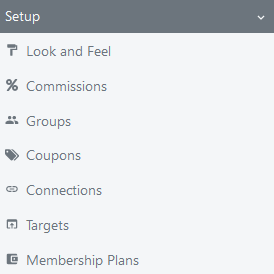 Setup
Look and Feel
Commissions
Groups
Coupons
Connections
Targets
Membership Plans